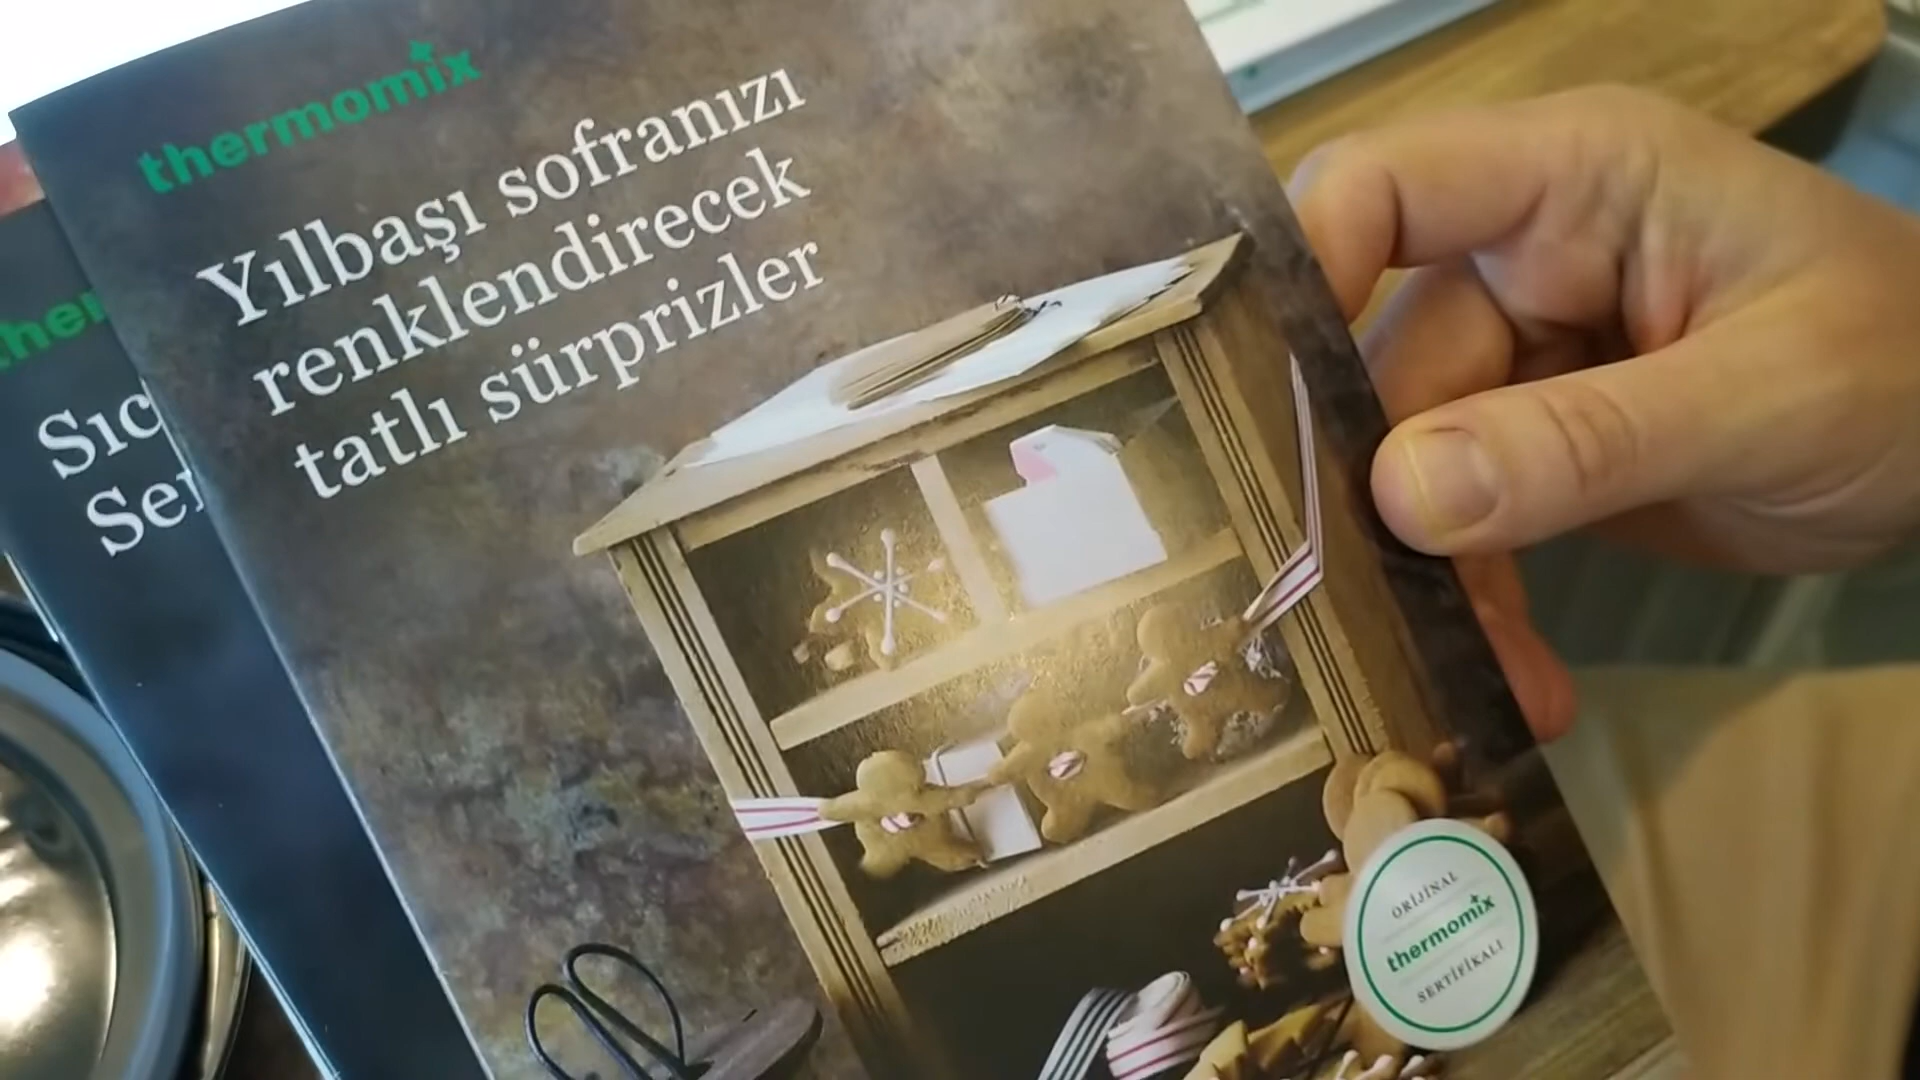 thermomix
Yılbaşı sofranızı
renklendirecek
tatlı sürprizler
ORİJİNAL
thermomix
SERTİFİKALI